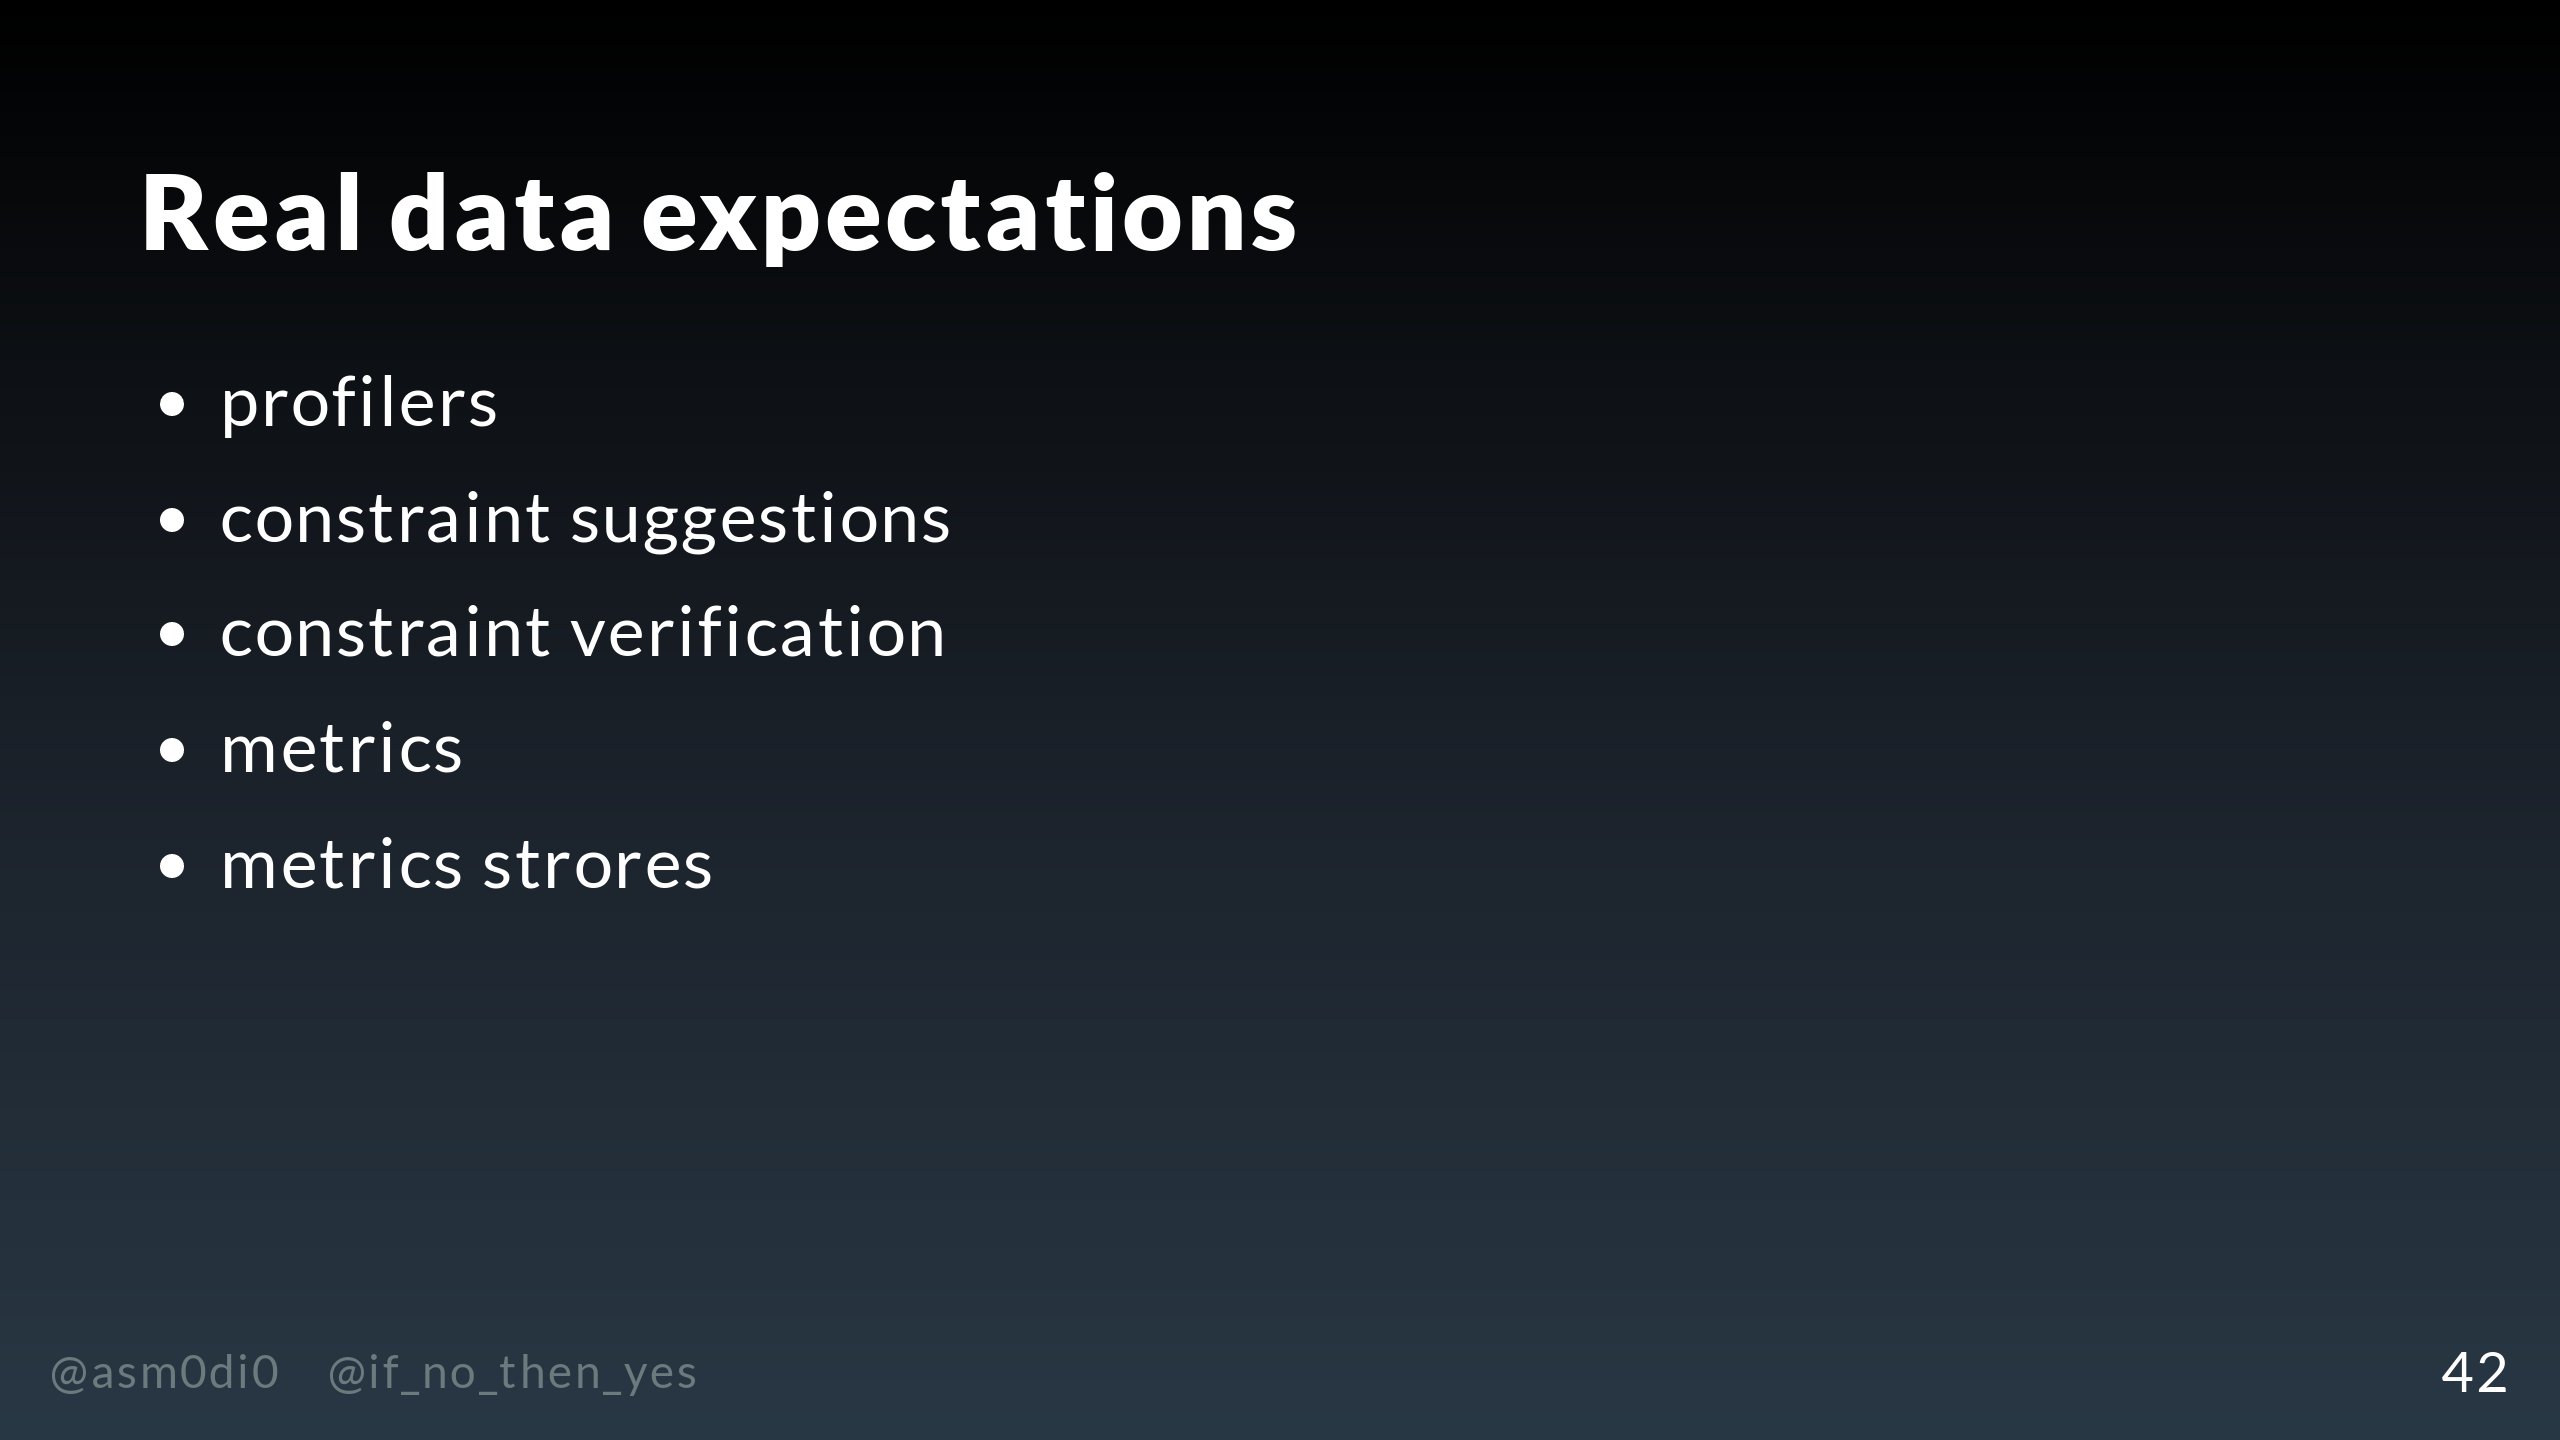 Real data expectations
• profilers
• constraint suggestions
• constraint verification
• metrics
• metrics strores
@asm0di0 @if_no_then_yes
42